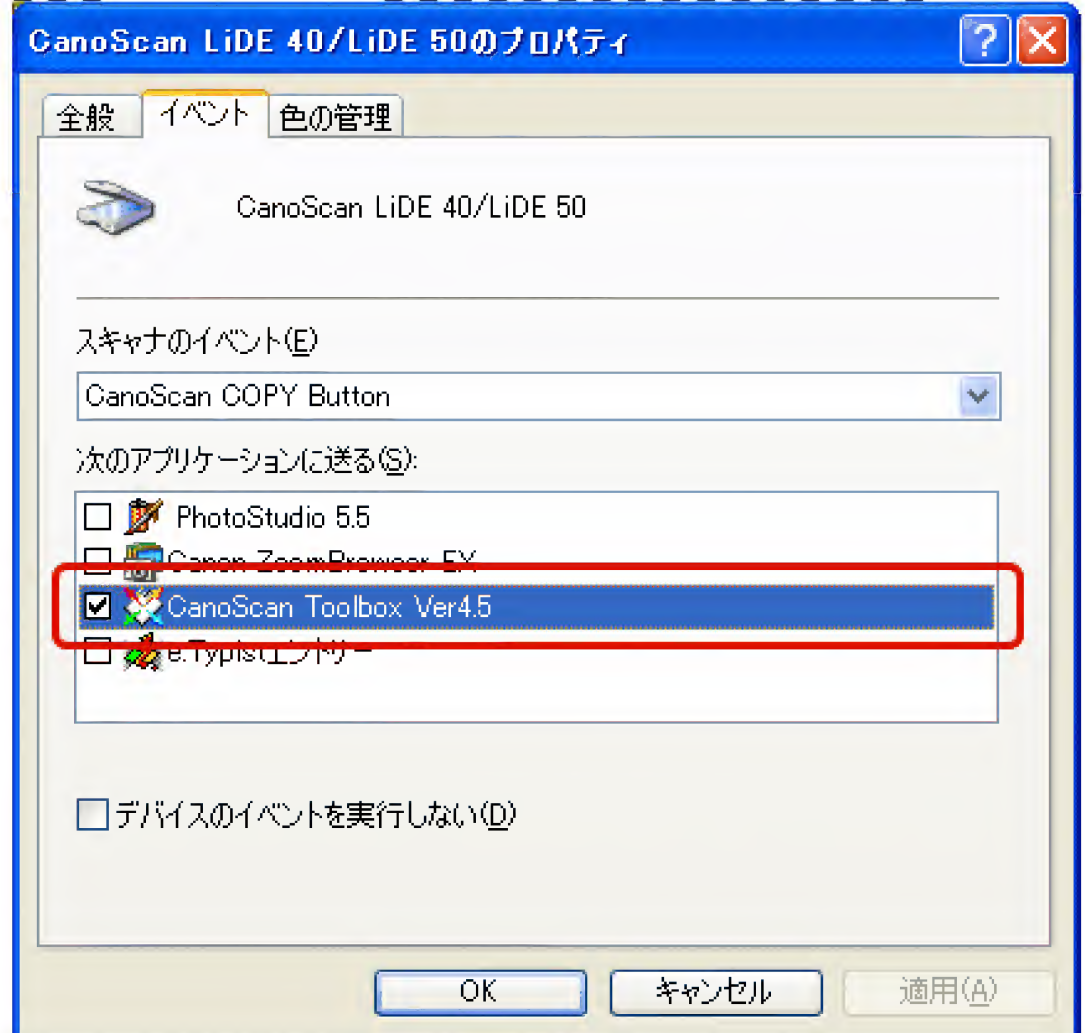 CanoScan LiDE 40/LiDE 50のプロパティ
全般 イベント 色の管理
CanoScan LiDE 40/LiDE 50
スキャナのイベント(E)
CanoScan COPY Button
次のアプリケーションに送る(S):
PhotoStudio 5.5
Canon ZoomBrowser EX
CanoScan Toolbox Ver4.5
e.Typistエントリー
デバイスのイベントを実行しない(D)
OK キャンセル 適用(A)